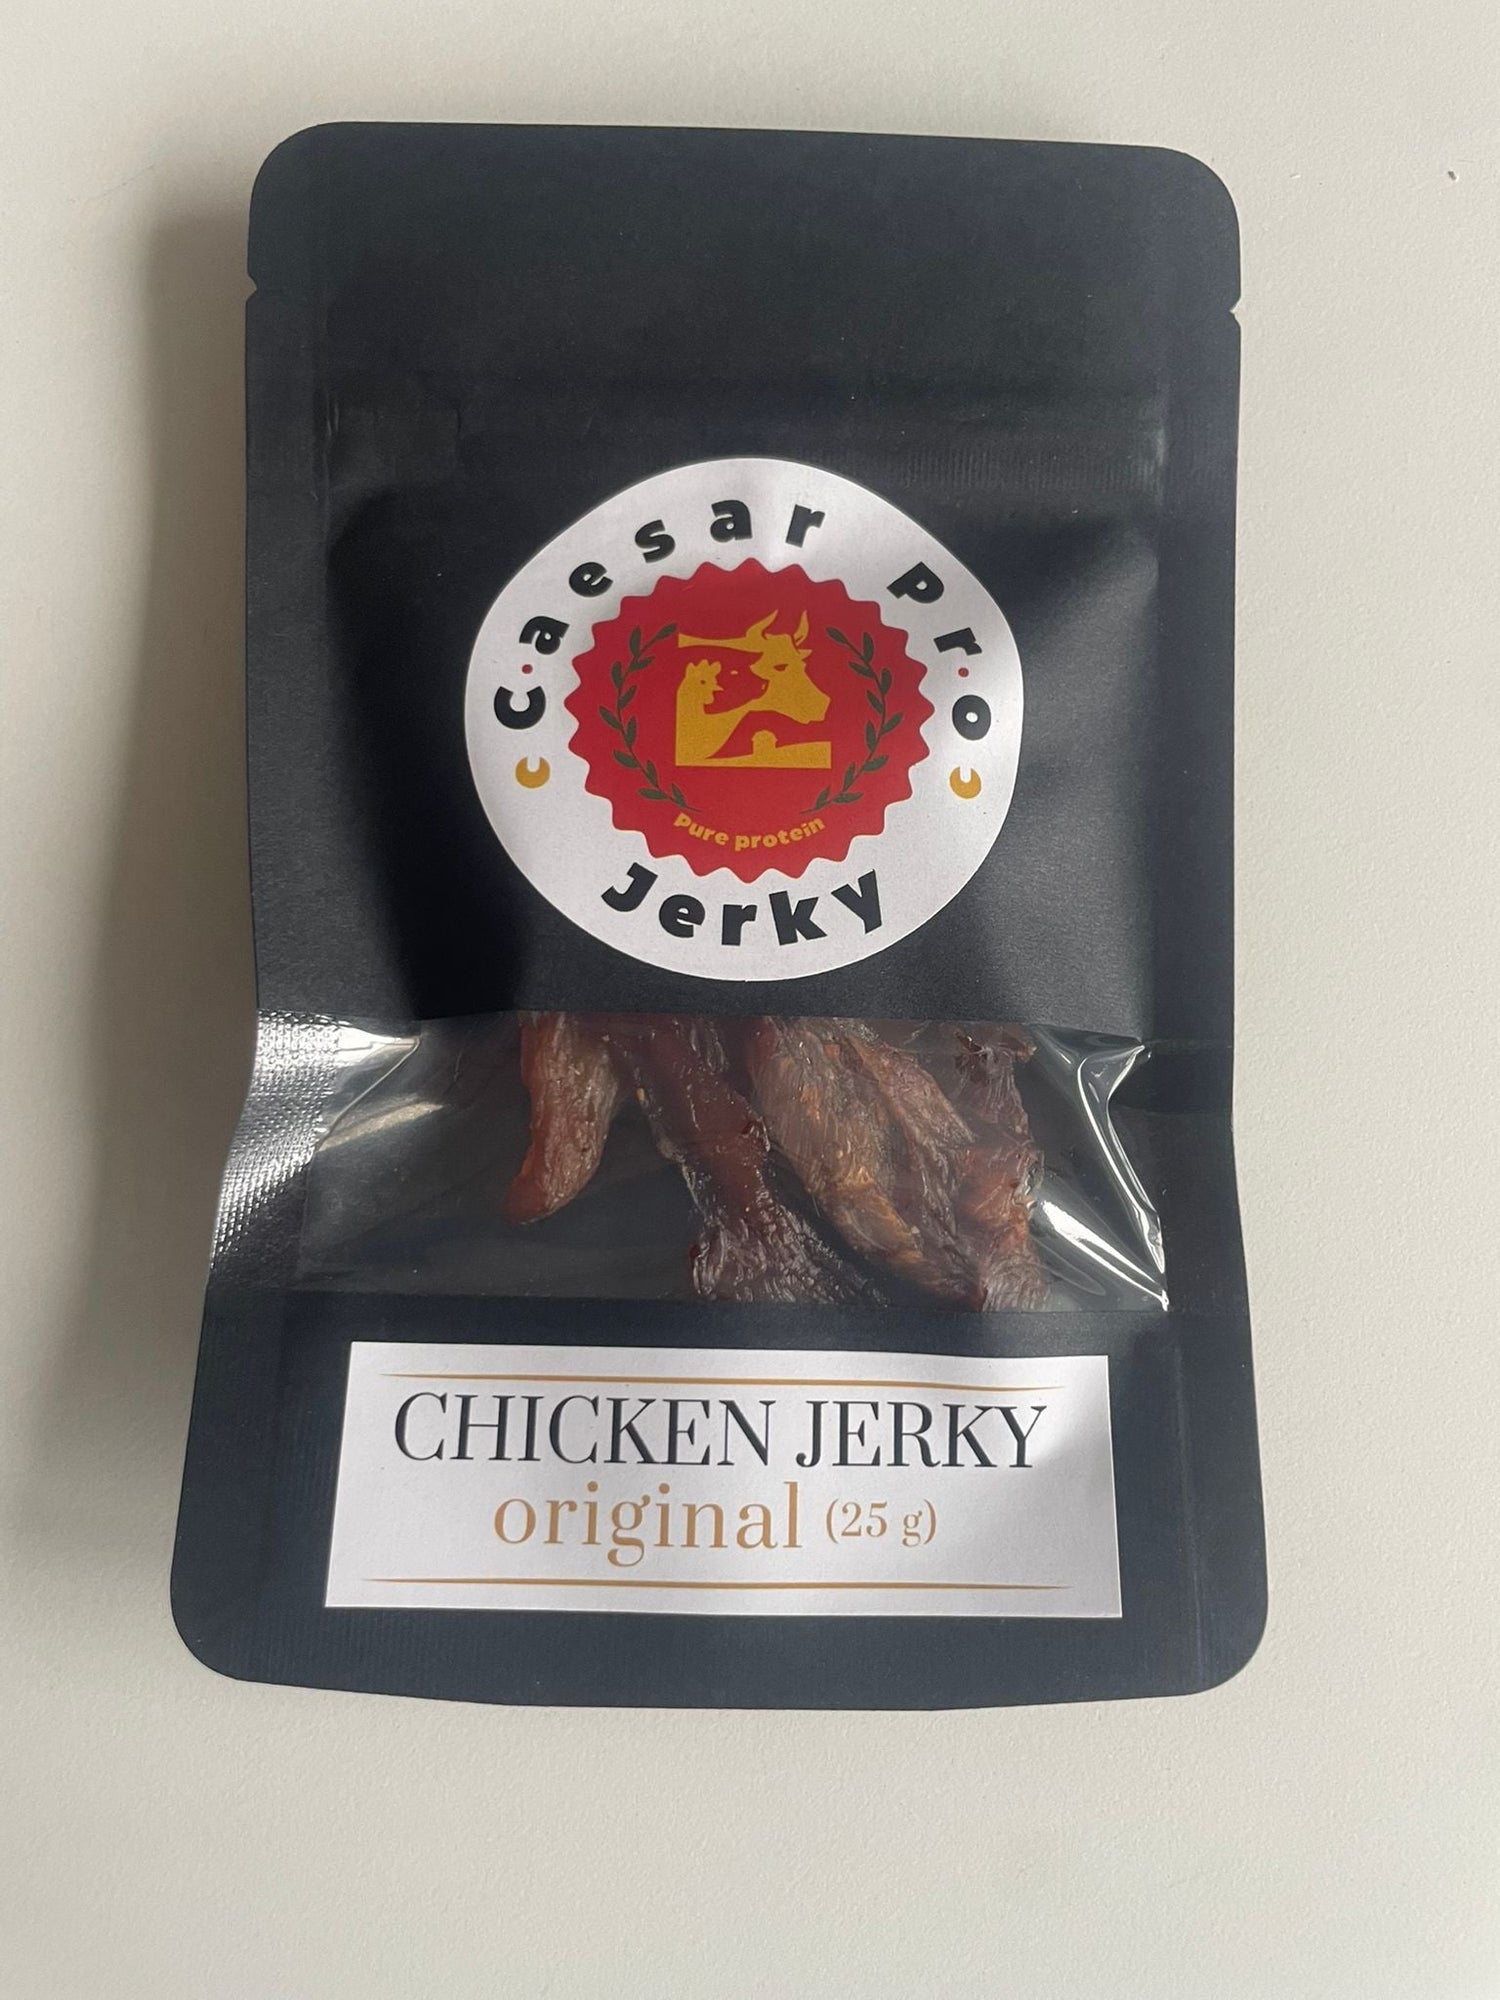 Caesar Pro
pure protein
Jerky
CHICKEN JERKY
original (25 g)